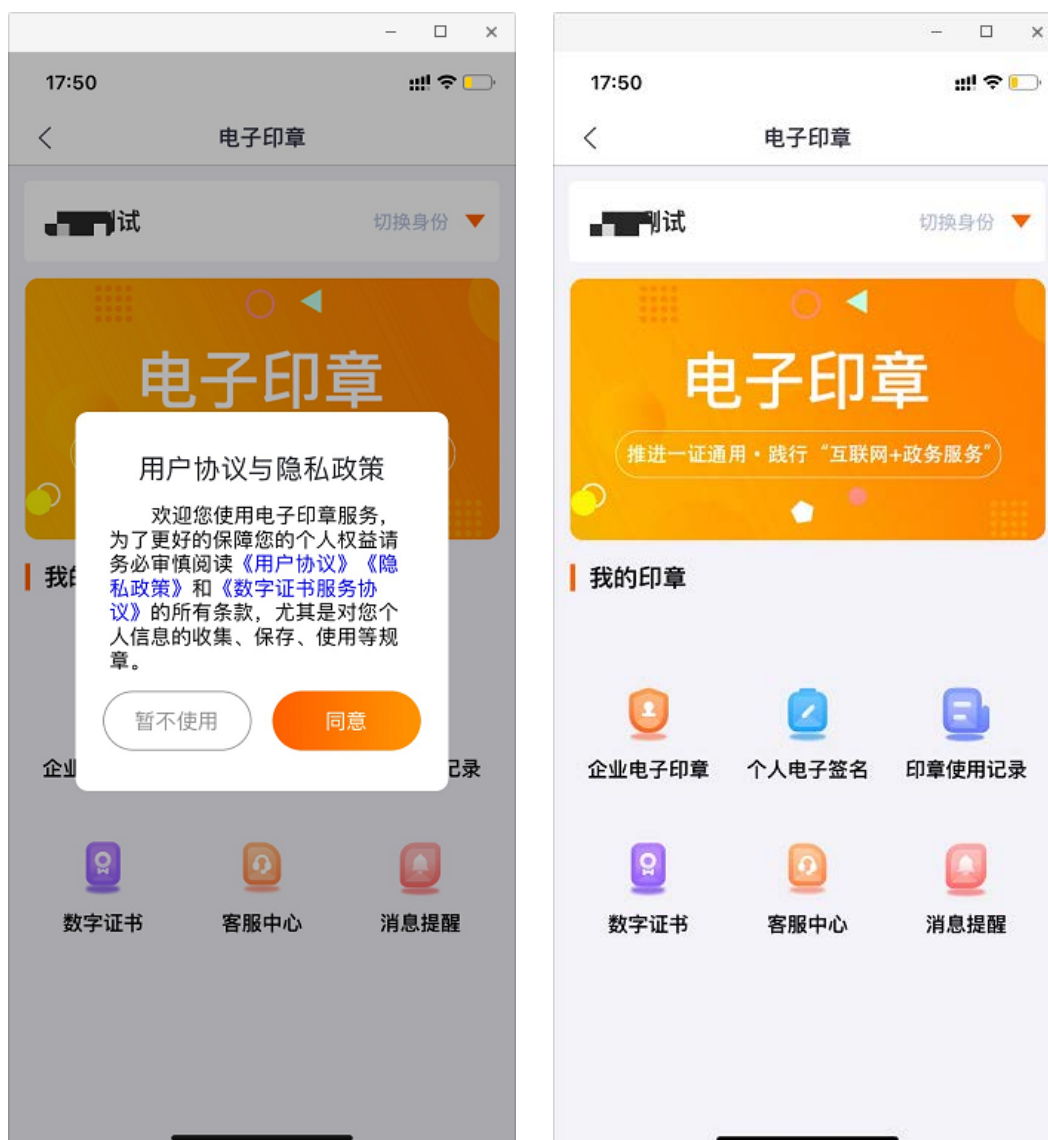 17:50
电子印章
试
切换身份
电子印章
用户协议与隐私政策
欢迎您使用电子印章服务，
为了更好的保障您的个人权益请
务必审慎阅读《用户协议》《隐
私政策》和《数字证书服务协
议》的所有条款，尤其是对您个
人信息的收集、保存、使用等规
章。
暂不使用
同意
我
企业
记录
数字证书
客服中心
消息提醒
17:50
电子印章
测试
切换身份
电子印章
推进一证通用·践行“互联网+政务服务”
我的印章
企业电子印章
个人电子签名
印章使用记录
数字证书
客服中心
消息提醒